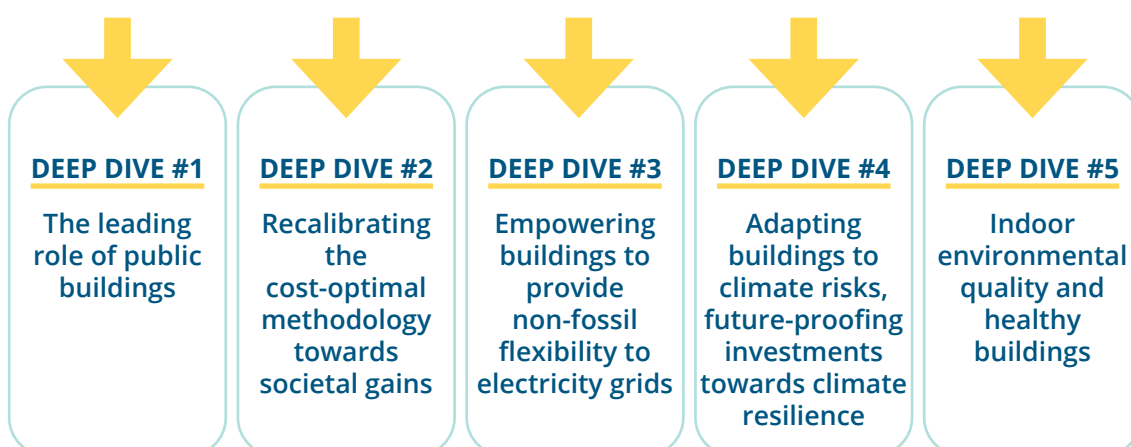 DEEP DIVE #1
The leading
role of public
buildings
DEEP DIVE #2
Recalibrating
the
cost-optimal
methodology
towards
societal gains
DEEP DIVE #3
Empowering
buildings to
provide
non-fossil
flexibility to
electricity grids
DEEP DIVE #4
Adapting
buildings to
climate risks,
future-proofing
investments
towards climate
resilience
DEEP DIVE #5
Indoor
environmental
quality and
healthy
buildings